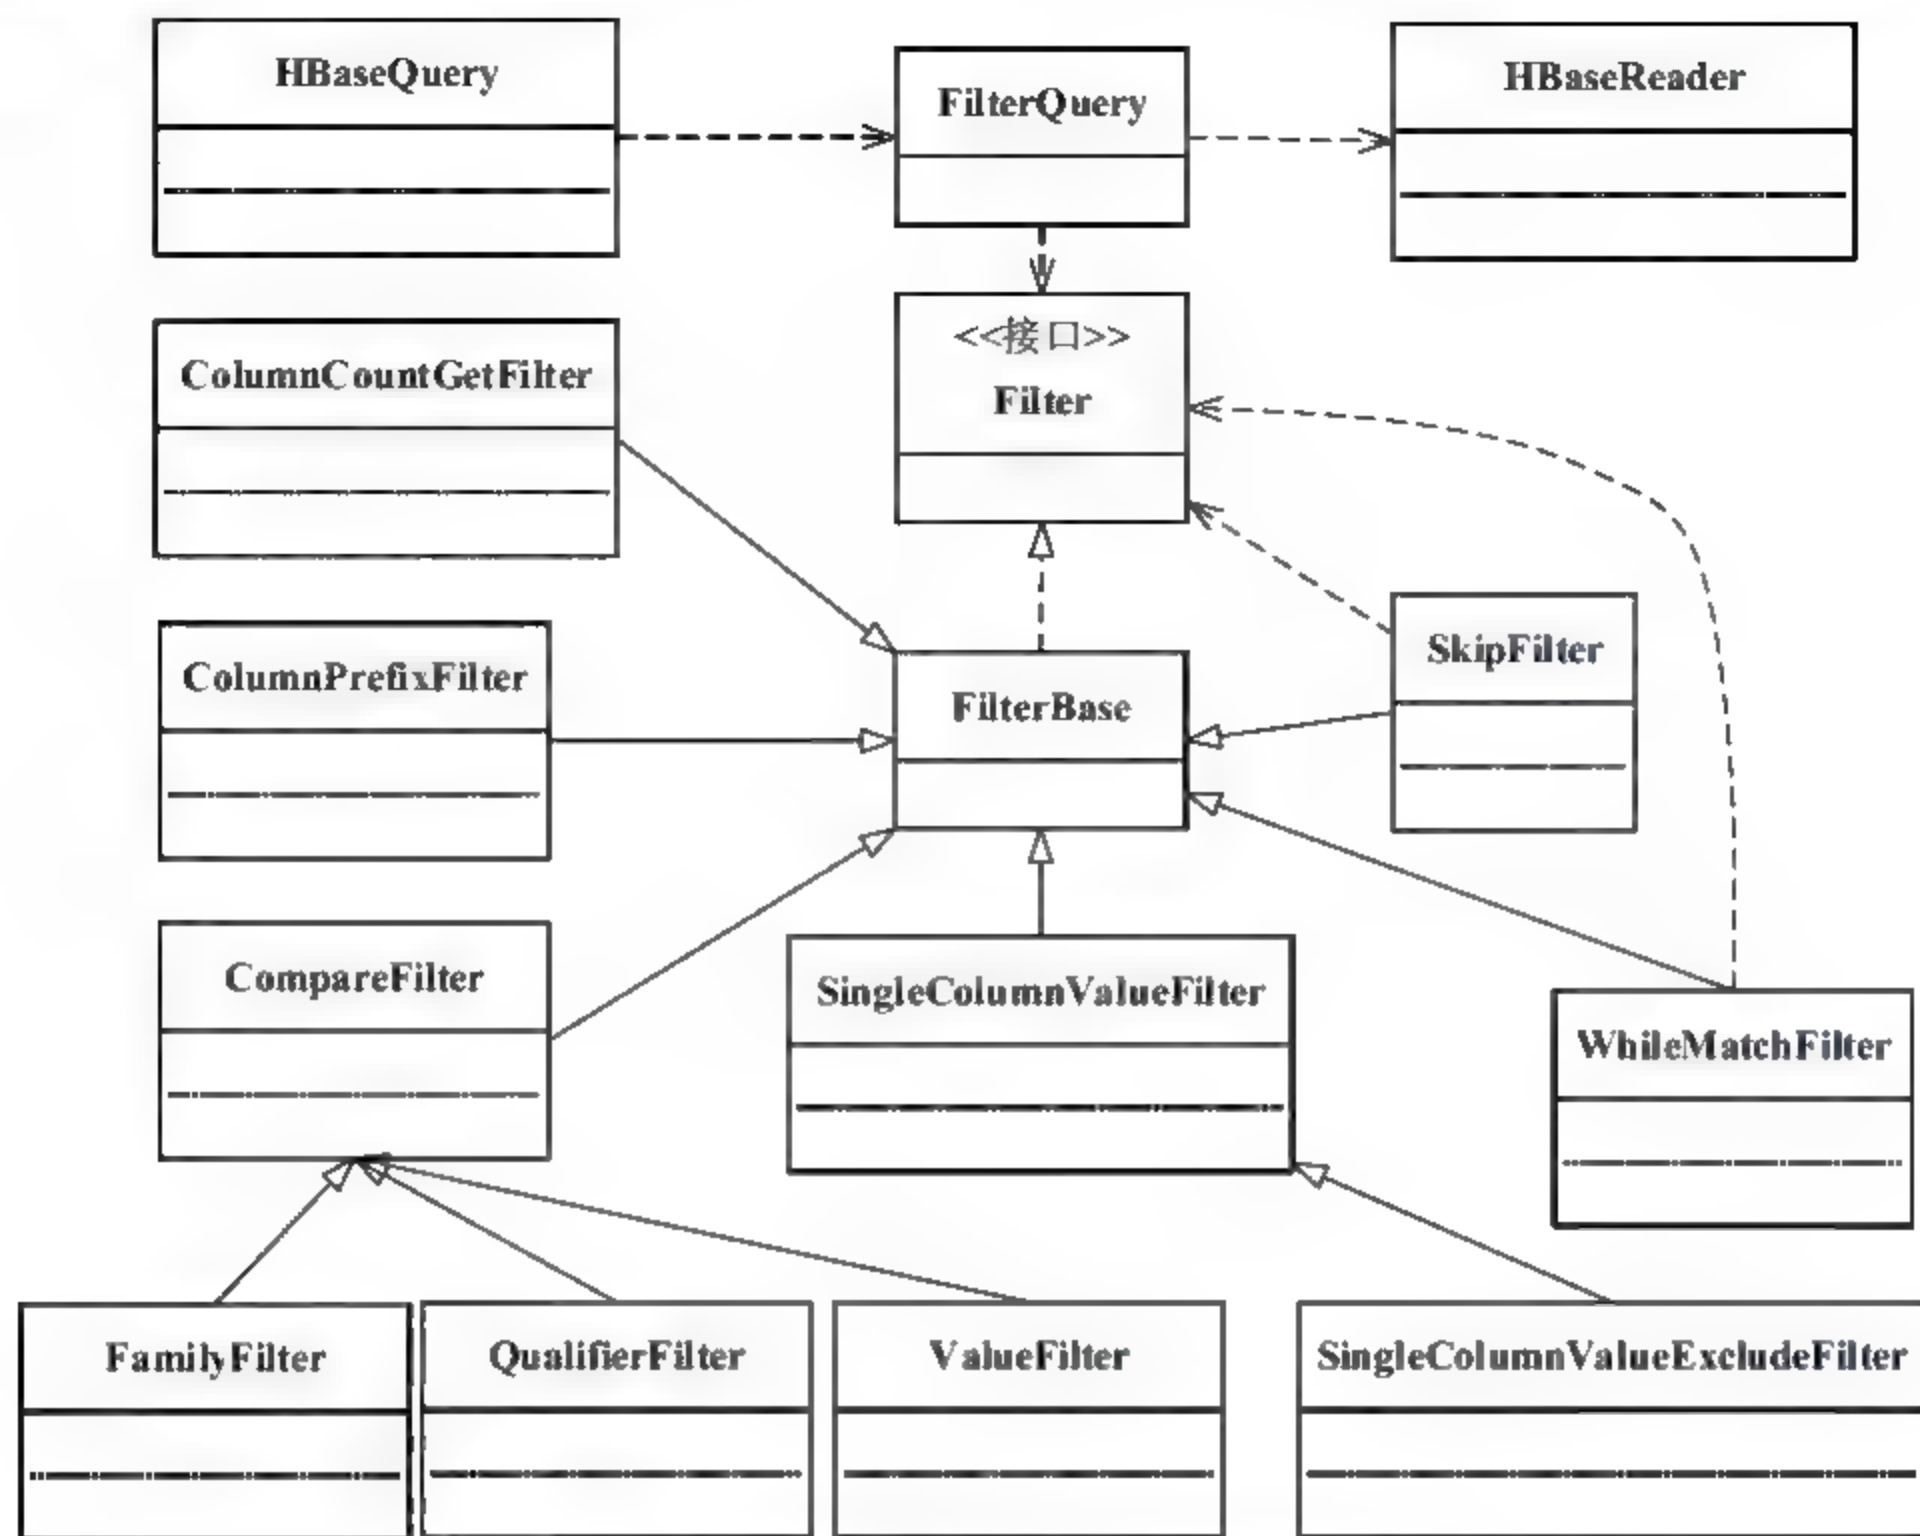 HBaseQuery
FilterQuery
HBaseReader
ColumnCountGetFilter
<<接口>>
Filter
ColumnPrefixFilter
FilterBase
SkipFilter
CompareFilter
SingleColumnValueFilter
WhileMatchFilter
FamilyFilter
QualifierFilter
ValueFilter
SingleColumnValueExcludeFilter